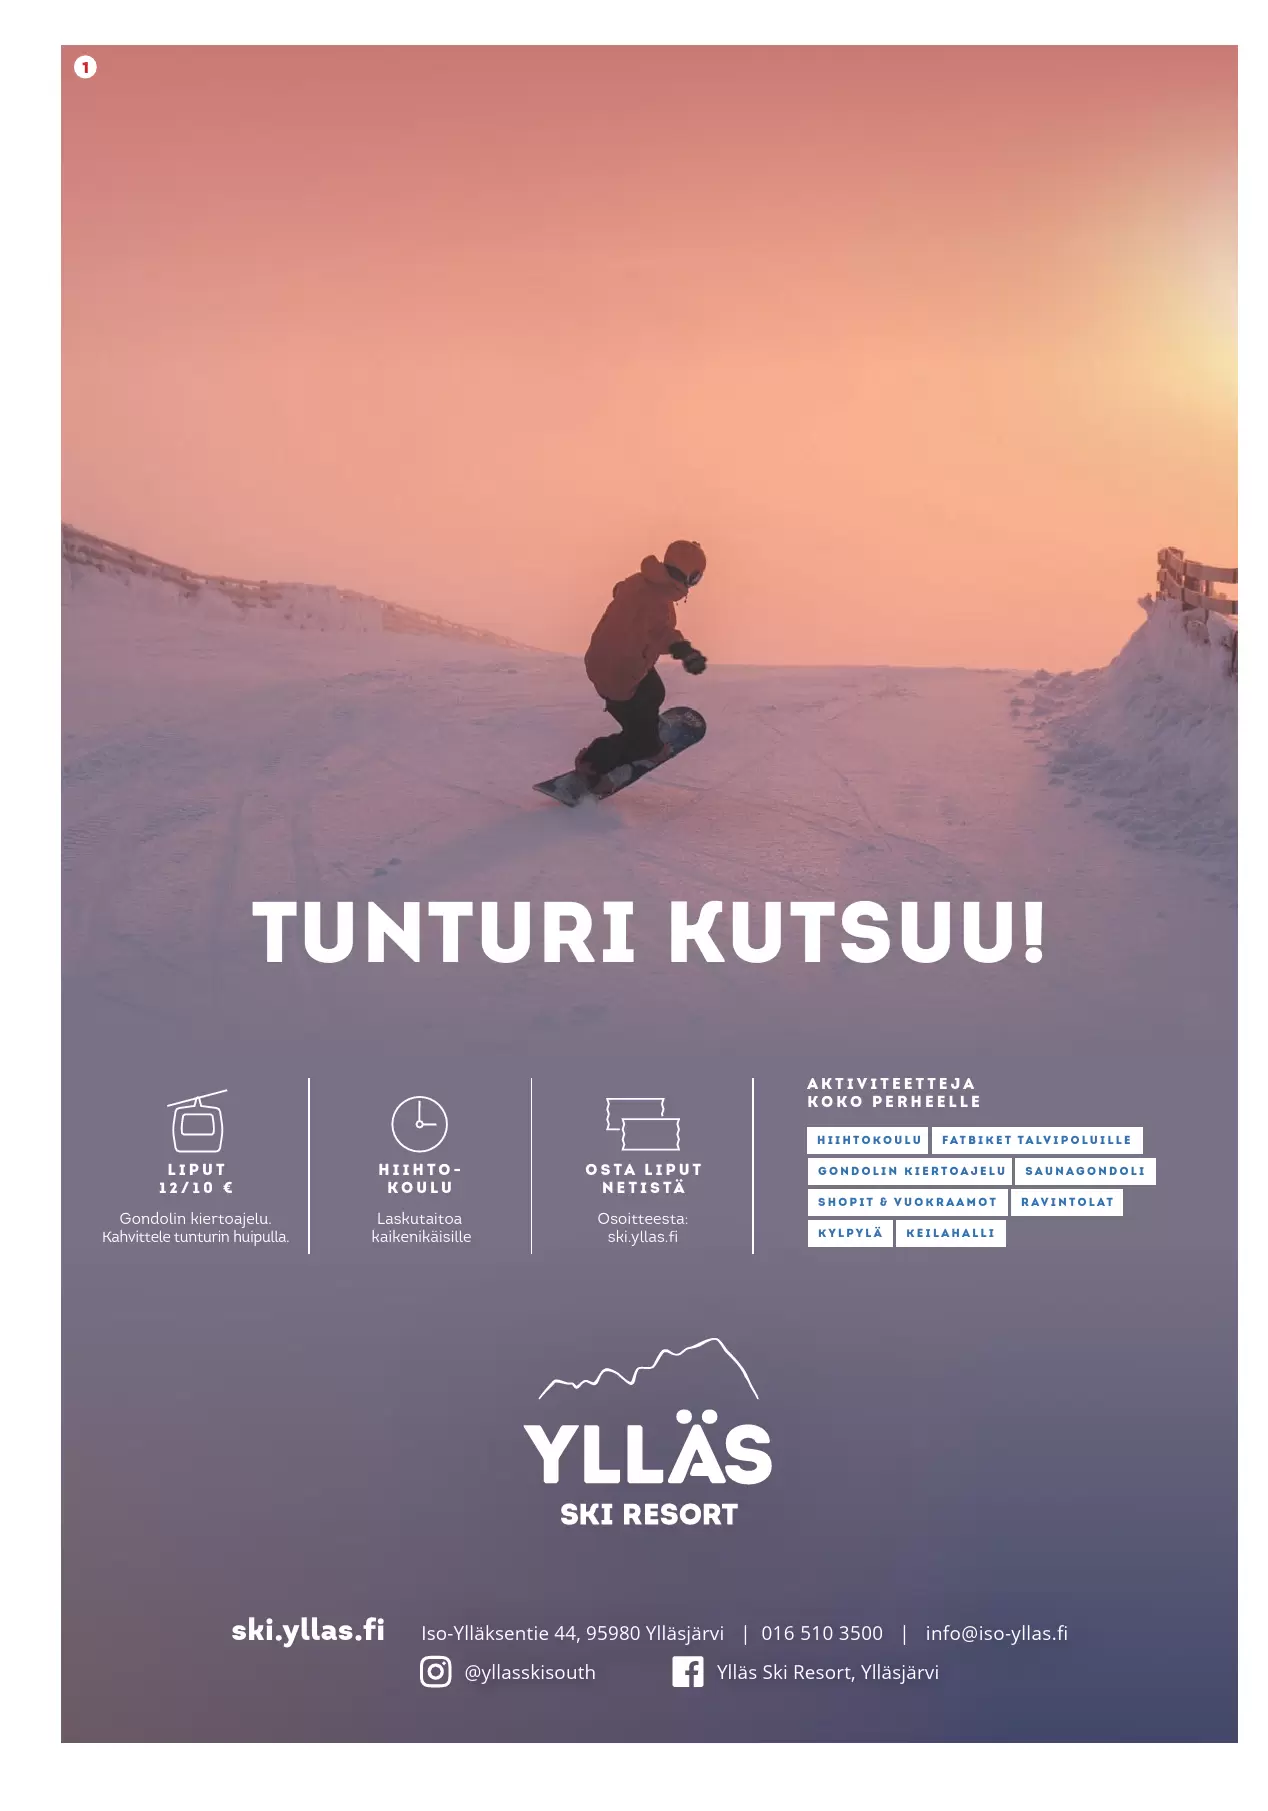 1
TUNTURI KUTSUU!
LIPUT
12/10 €
Gondolin kiertoajelu.
Kahvittele tunturin huipulla.
HIIHTO-
KOULU
Laskutaitoa
kaikenikäisille
OSTA LIPUT
NETISTÄ
Osoitteesta:
ski.yllas.fi
AKTIVITEETTEJA
KOKO PERHEELLE
HIIHTOKOULU FATBIKET TALVIPOLUILLE
GONDOLIN KIERTOAJELU SAUNAGONDOLI
SHOPIT & VUOKRAAMOT RAVINTOLAT
KYLPYLÄ KEILAHALLI
YLLÄS
SKI RESORT
ski.yllas.fi Iso-Ylläksentie 44, 95980 Ylläsjärvi | 016 510 3500 | info@iso-yllas.fi
@yllasskisouth Ylläs Ski Resort, Ylläsjärvi